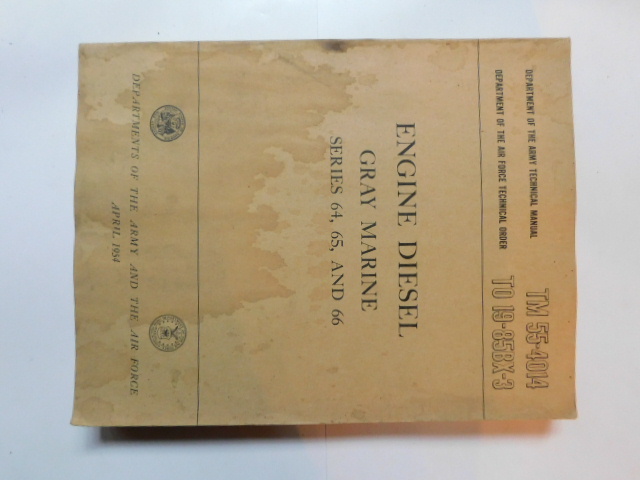 DEPARTMENT OF THE ARMY TECHNICAL MANUAL
DEPARTMENT OF THE AIR FORCE TECHNICAL ORDER
TM 55-4014
TO 19-85BX-3
ENGINE DIESEL
GRAY MARINE
SERIES 64, 65, AND 66
DEPARTMENTS OF THE ARMY AND THE AIR FORCE
APRIL 1954